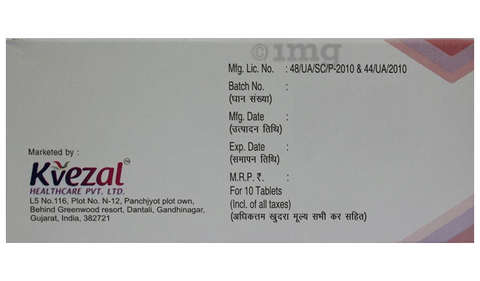 ©1mg
Mfg. Lic. No. : 48/UA/SC/P-2010 & 44/UA/2010
Batch No. :
(घान संख्या)
Mfg. Date :
(उत्पादन तिथि)
Exp. Date :
(समापन तिथि)
M.R.P. ₹. :
For 10 Tablets
(Incl. of all taxes)
(अधिकतम खुदरा मूल्य सभी कर सहित)
Marketed by :
Kvezal™
HEALTHCARE PVT. LTD.
L5 No.116, Plot No. N-12, Panchjyot plot own,
Behind Greenwood resort, Dantali, Gandhinagar,
Gujarat, India, 382721